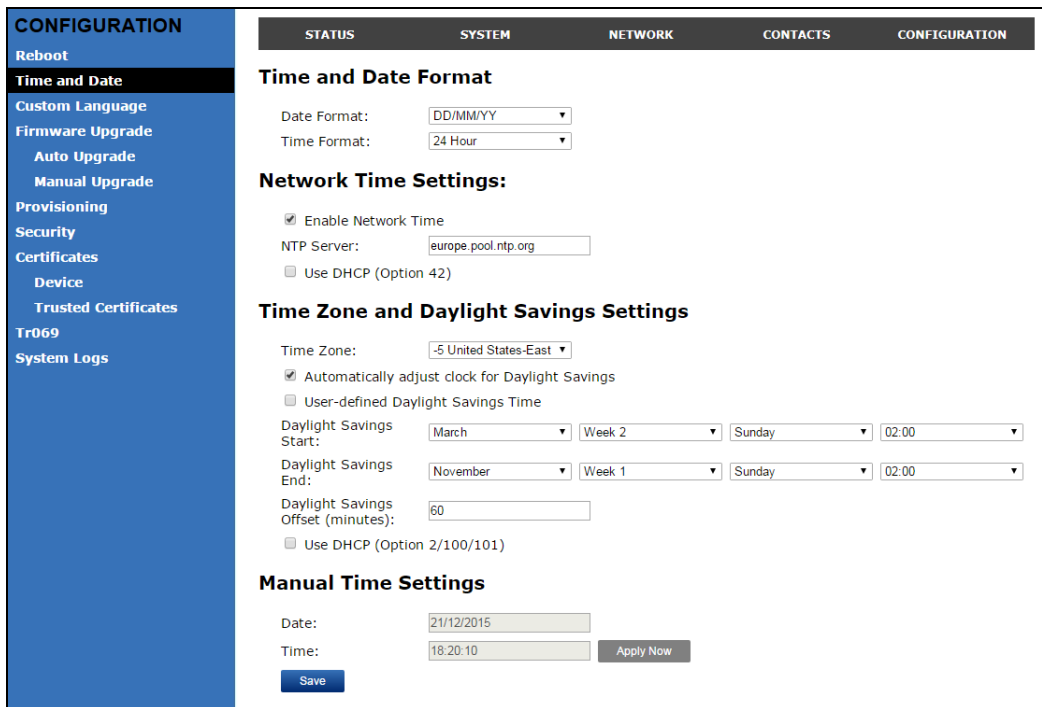 CONFIGURATION
Reboot
Time and Date
Custom Language
Firmware Upgrade
Auto Upgrade
Manual Upgrade
Provisioning
Security
Certificates
Device
Trusted Certificates
Tr069
System Logs
STATUS SYSTEM NETWORK CONTACTS CONFIGURATION
Time and Date Format
Date Format: DD/MM/YY
Time Format: 24 Hour
Network Time Settings:
Enable Network Time
NTP Server: europe.pool.ntp.org
Use DHCP (Option 42)
Time Zone and Daylight Savings Settings
Time Zone: -5 United States-East
Automatically adjust clock for Daylight Savings
User-defined Daylight Savings Time
Daylight Savings
Start: March Week 2 Sunday 02:00
Daylight Savings
End: November Week 1 Sunday 02:00
Daylight Savings
Offset (minutes): 60
Use DHCP (Option 2/100/101)
Manual Time Settings
Date: 21/12/2015
Time: 18:20:10 Apply Now
Save